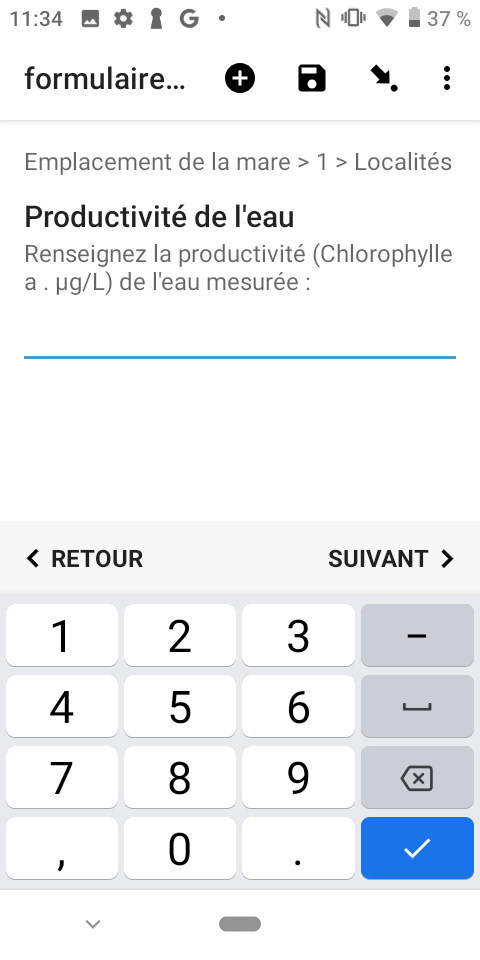 11:34
37 %
formulaire...
Emplacement de la mare > 1 > Localités
Productivité de l'eau
Renseignez la productivité (Chlorophylle
a . µg/L) de l'eau mesurée :
RETOUR
SUIVANT
1 2 3 –
4 5 6
7 8 9
, 0 .